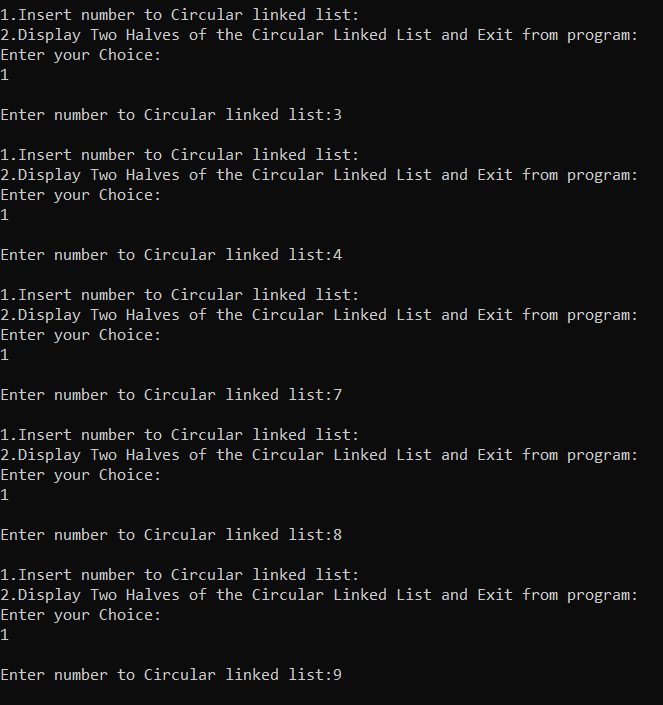 1.Insert number to Circular linked list:
2.Display Two Halves of the Circular Linked List and Exit from program:
Enter your Choice:
1
Enter number to Circular linked list:3
1.Insert number to Circular linked list:
2.Display Two Halves of the Circular Linked List and Exit from program:
Enter your Choice:
1
Enter number to Circular linked list:4
1.Insert number to Circular linked list:
2.Display Two Halves of the Circular Linked List and Exit from program:
Enter your Choice:
1
Enter number to Circular linked list:7
1.Insert number to Circular linked list:
2.Display Two Halves of the Circular Linked List and Exit from program:
Enter your Choice:
1
Enter number to Circular linked list:8
1.Insert number to Circular linked list:
2.Display Two Halves of the Circular Linked List and Exit from program:
Enter your Choice:
1
Enter number to Circular linked list:9